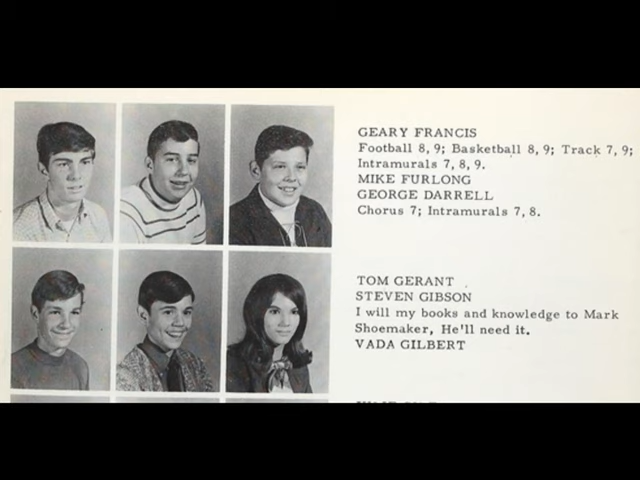 GEARY FRANCIS
Football 8, 9; Basketball 8, 9; Track 7, 9;
Intramurals 7, 8, 9.
MIKE FURLONG
GEORGE DARRELL
Chorus 7; Intramurals 7, 8.
TOM GERANT
STEVEN GIBSON
I will my books and knowledge to Mark
Shoemaker, He'll need it.
VADA GILBERT